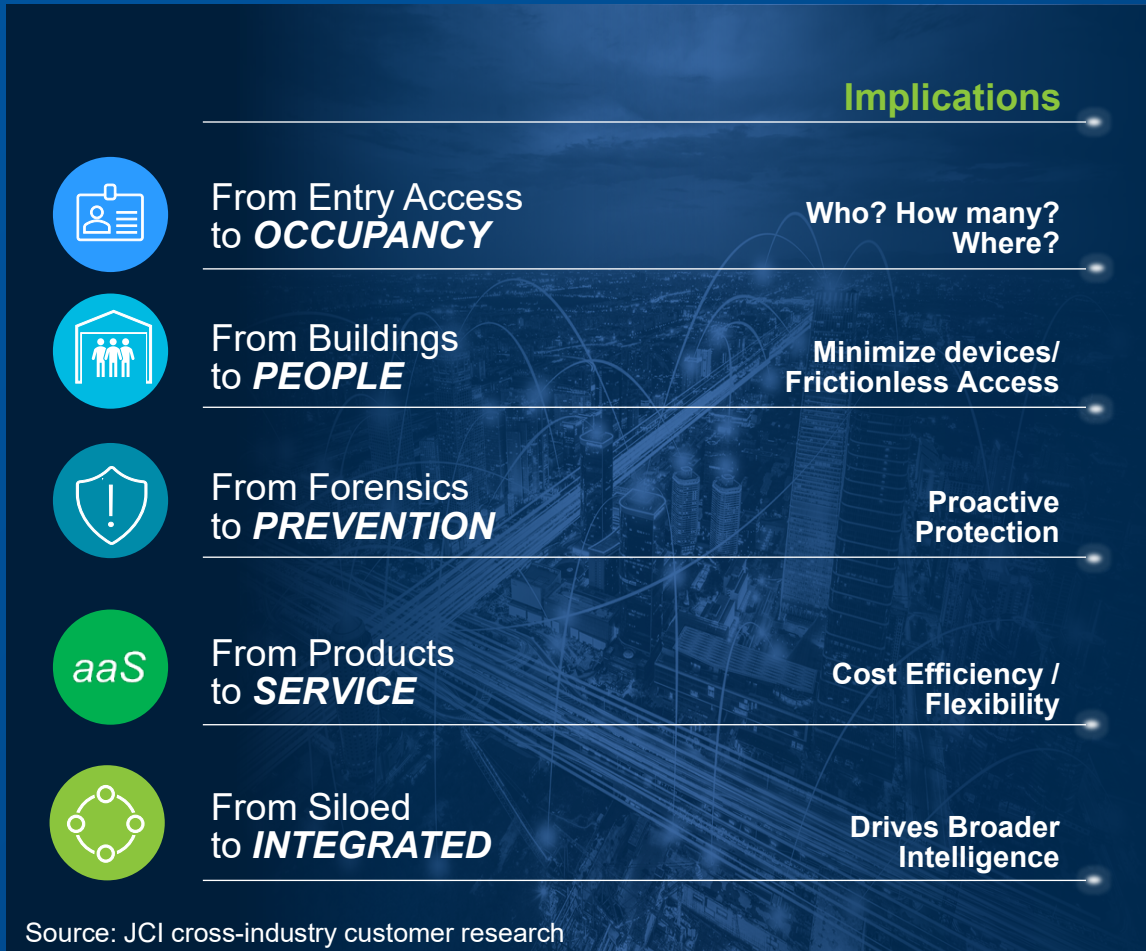 Implications
From Entry Access
to OCCUPANCY
Who? How many?
Where?
From Buildings
to PEOPLE
Minimize devices/
Frictionless Access
From Forensics
to PREVENTION
Proactive
Protection
aaS
From Products
to SERVICE
Cost Efficiency /
Flexibility
From Siloed
to INTEGRATED
Drives Broader
Intelligence
Source: JCI cross-industry customer research